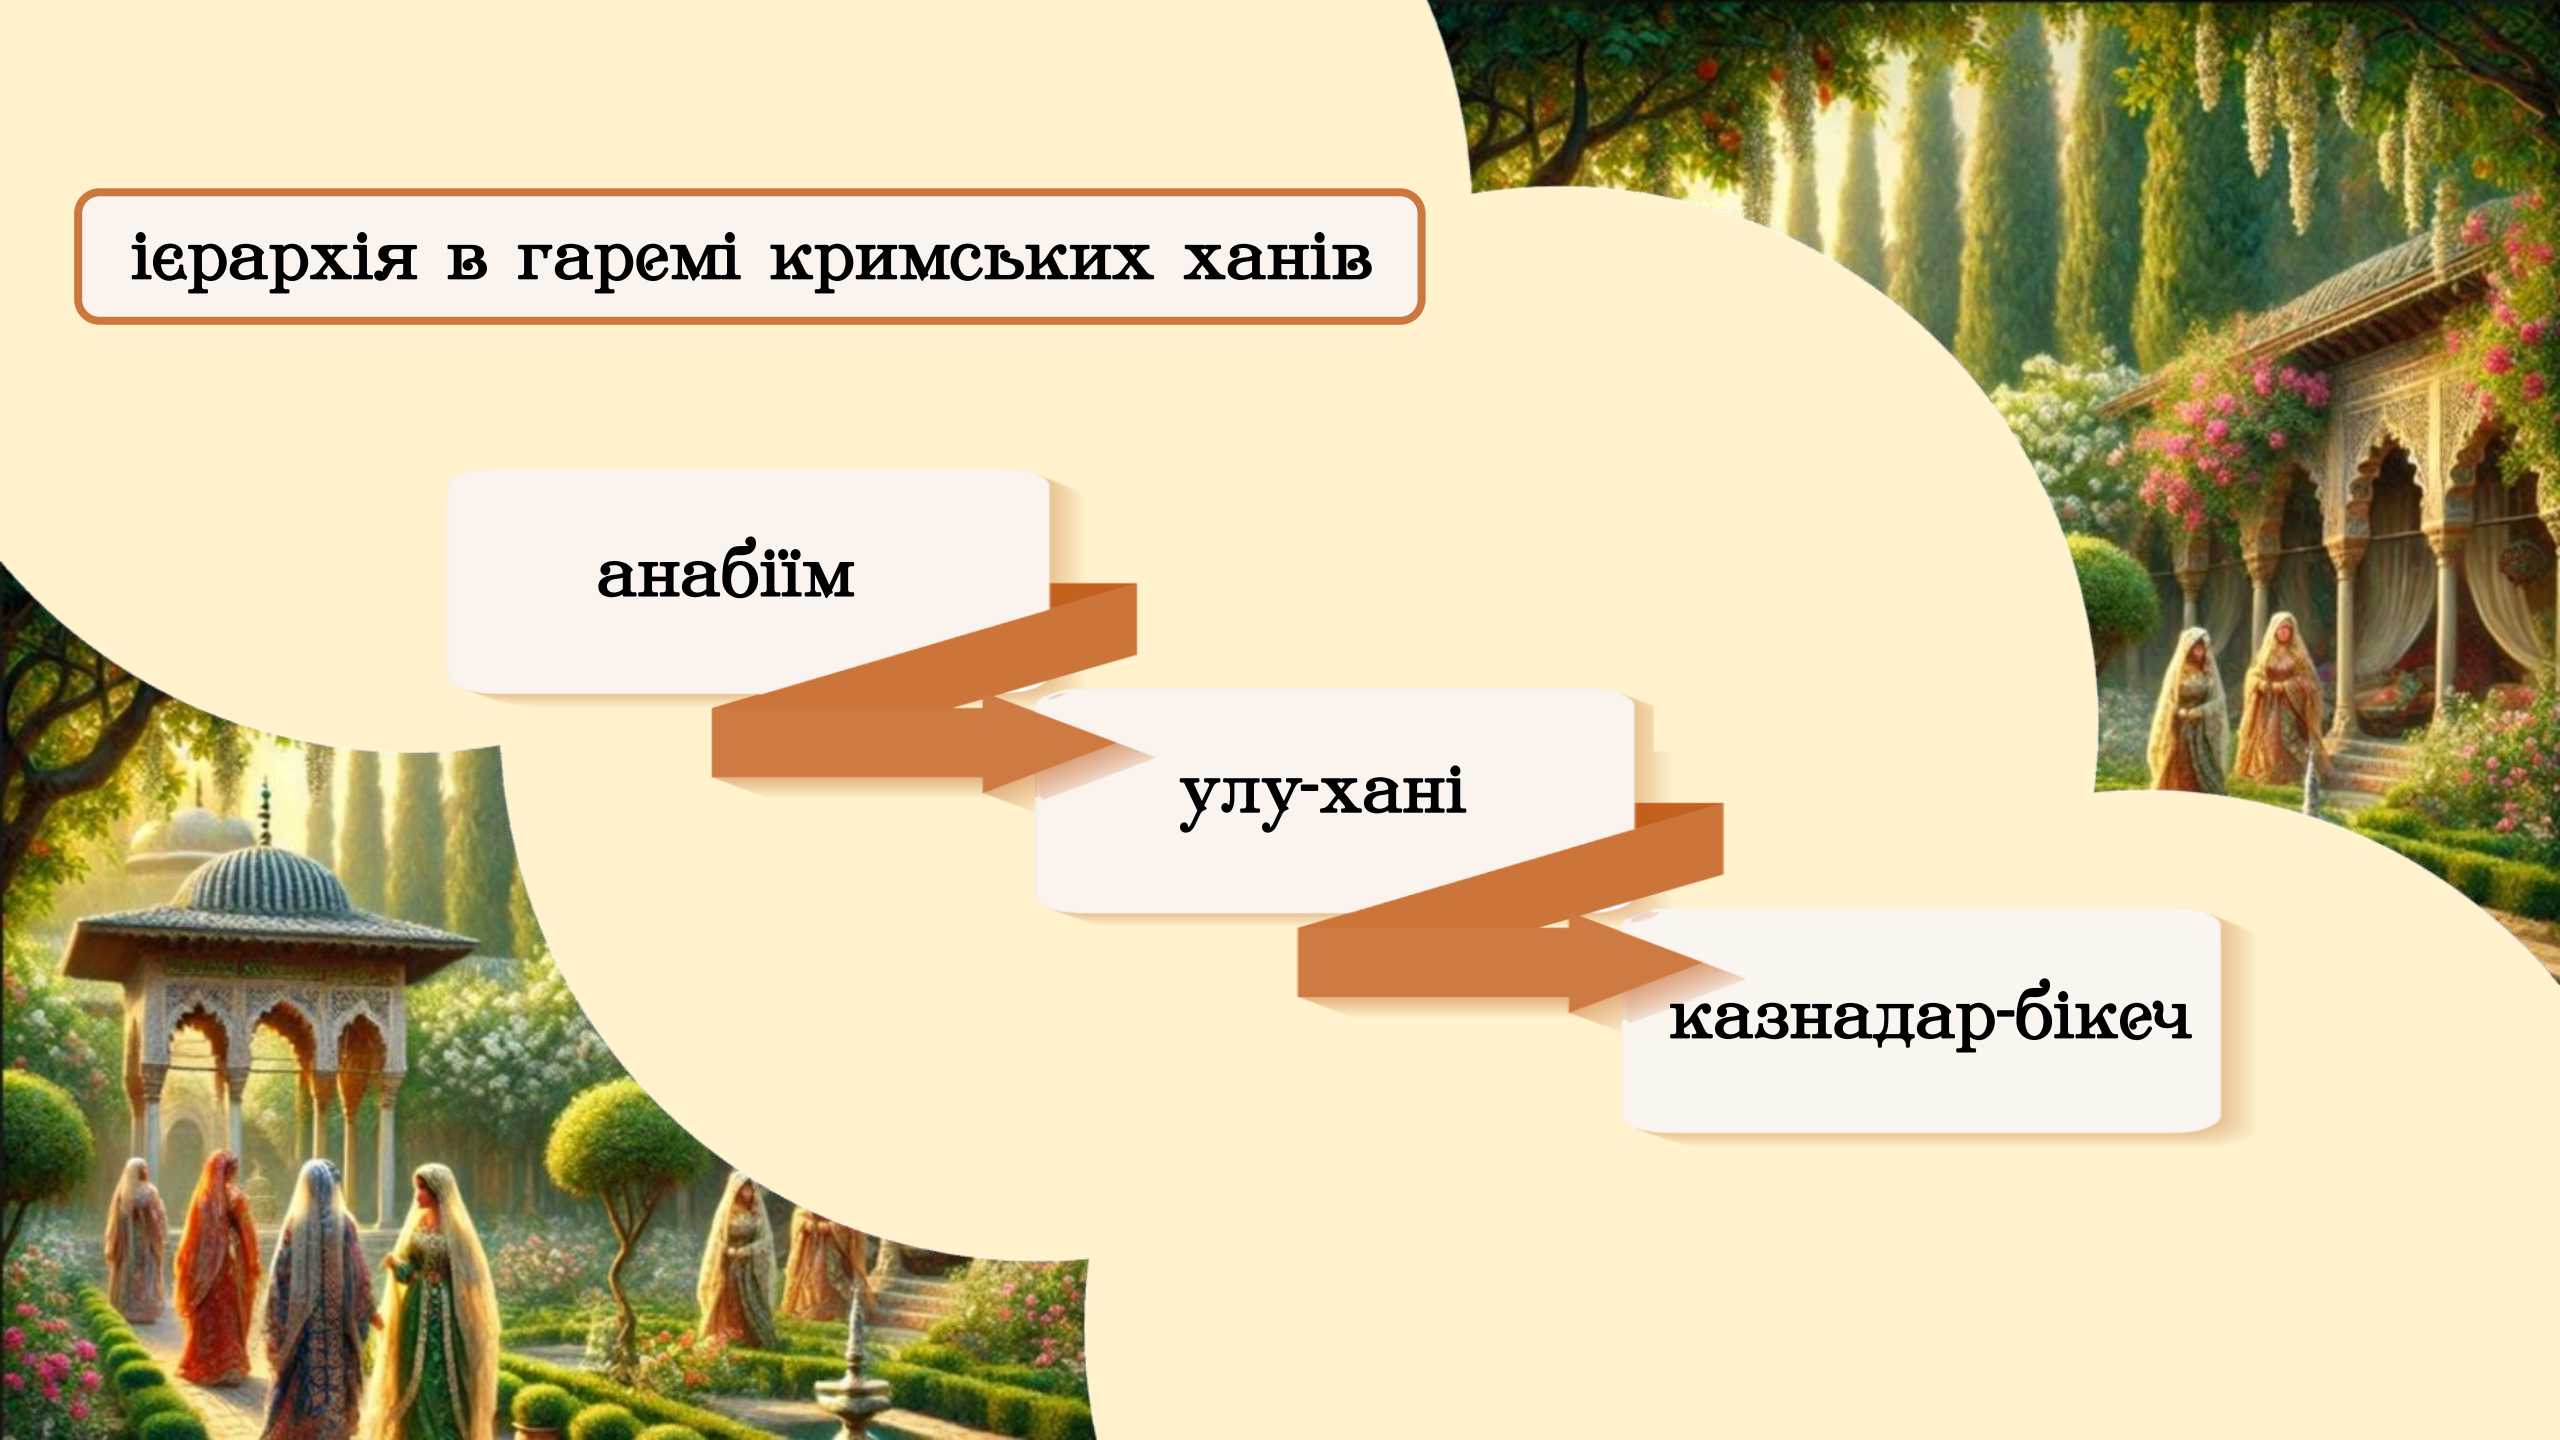 ієрархія в гаремі кримських ханів
анабіїм
улу-хані
казнадар-бікеч